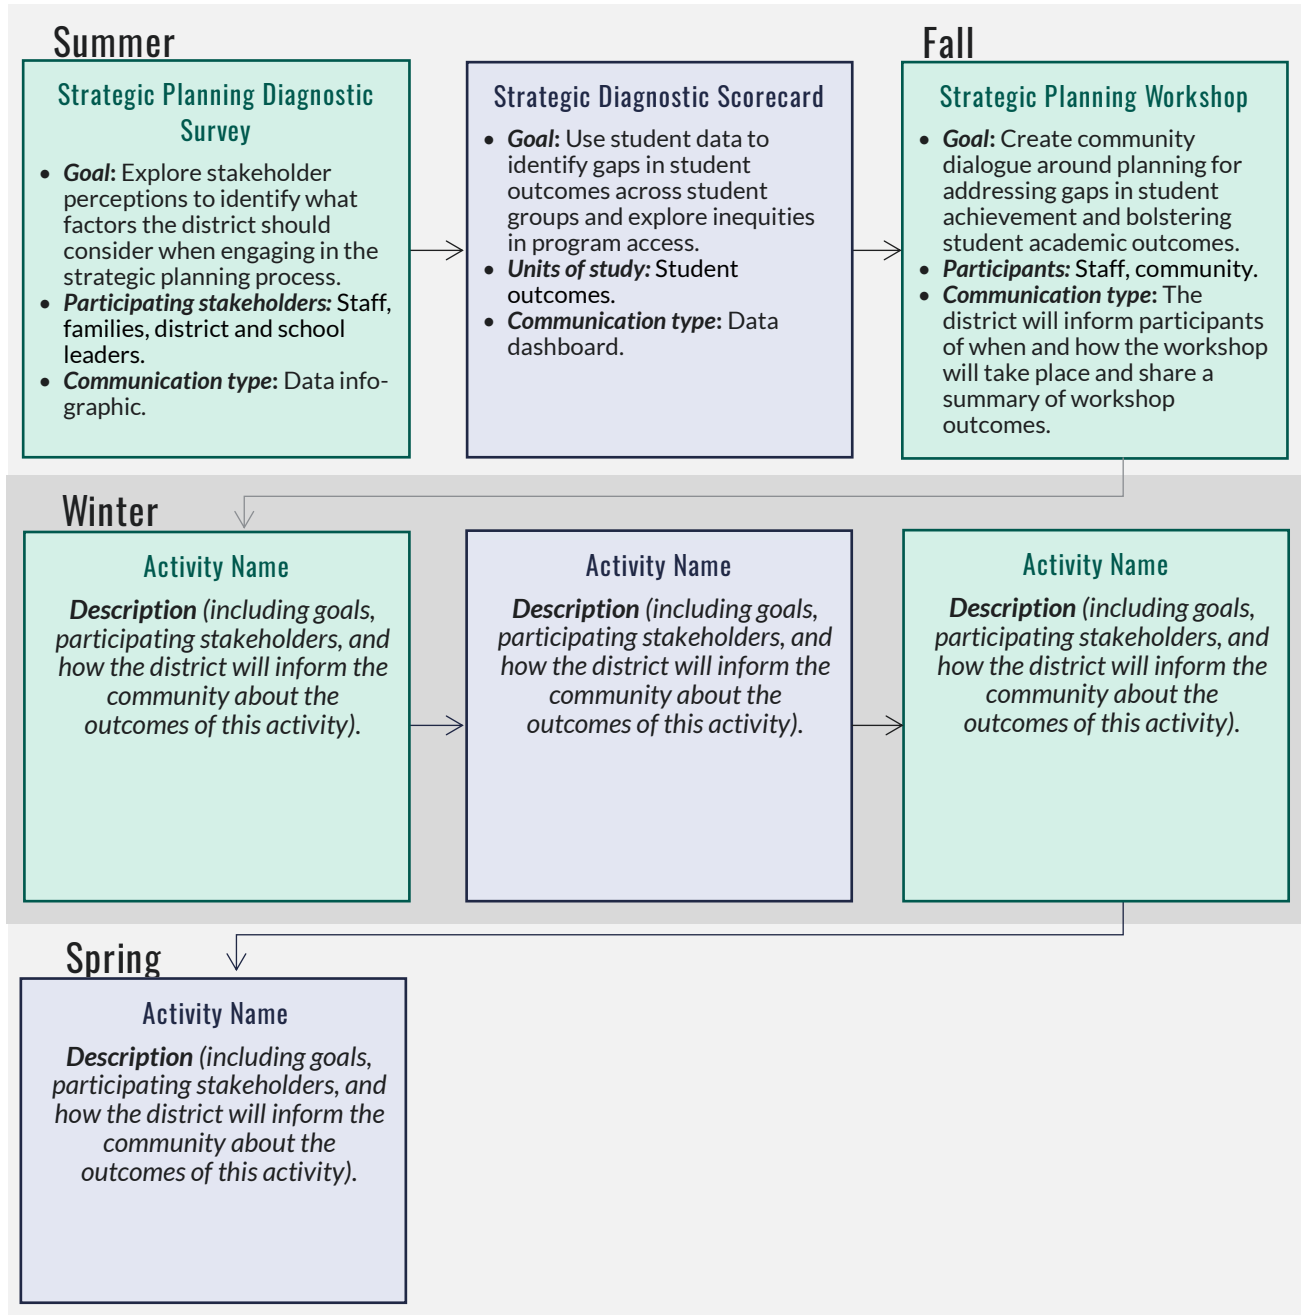 Summer
Strategic Planning Diagnostic
Survey
• Goal: Explore stakeholder
perceptions to identify what
factors the district should
consider when engaging in the
strategic planning process.
• Participating stakeholders: Staff,
families, district and school
leaders.
• Communication type: Data info-
graphic.
Strategic Diagnostic Scorecard
• Goal: Use student data to
identify gaps in student
outcomes across student
groups and explore inequities
in program access.
• Units of study: Student
outcomes.
• Communication type: Data
dashboard.
Fall
Strategic Planning Workshop
• Goal: Create community
dialogue around planning for
addressing gaps in student
achievement and bolstering
student academic outcomes.
• Participants: Staff, community.
• Communication type: The
district will inform participants
of when and how the workshop
will take place and share a
summary of workshop
outcomes.
Winter
Activity Name
Description (including goals,
participating stakeholders, and
how the district will inform the
community about the
outcomes of this activity).
Activity Name
Description (including goals,
participating stakeholders, and
how the district will inform the
community about the
outcomes of this activity).
Activity Name
Description (including goals,
participating stakeholders, and
how the district will inform the
community about the
outcomes of this activity).
Spring
Activity Name
Description (including goals,
participating stakeholders, and
how the district will inform the
community about the
outcomes of this activity).